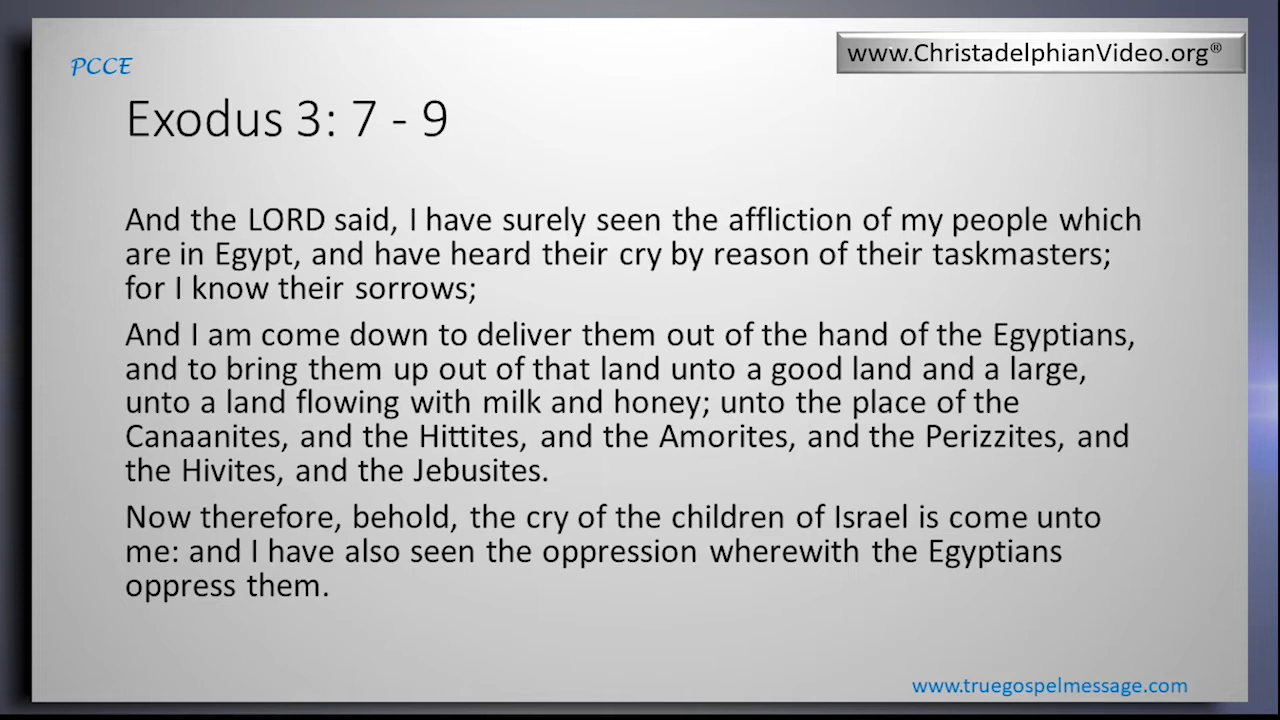 www.ChristadelphianVideo.org®
PCCE
Exodus 3: 7 - 9
And the LORD said, I have surely seen the affliction of my people which
are in Egypt, and have heard their cry by reason of their taskmasters;
for I know their sorrows;
And I am come down to deliver them out of the hand of the Egyptians,
and to bring them up out of that land unto a good land and a large,
unto a land flowing with milk and honey; unto the place of the
Canaanites, and the Hittites, and the Amorites, and the Perizzites, and
the Hivites, and the Jebusites.
Now therefore, behold, the cry of the children of Israel is come unto
me: and I have also seen the oppression wherewith the Egyptians
oppress them.
www.truegospelmessage.com